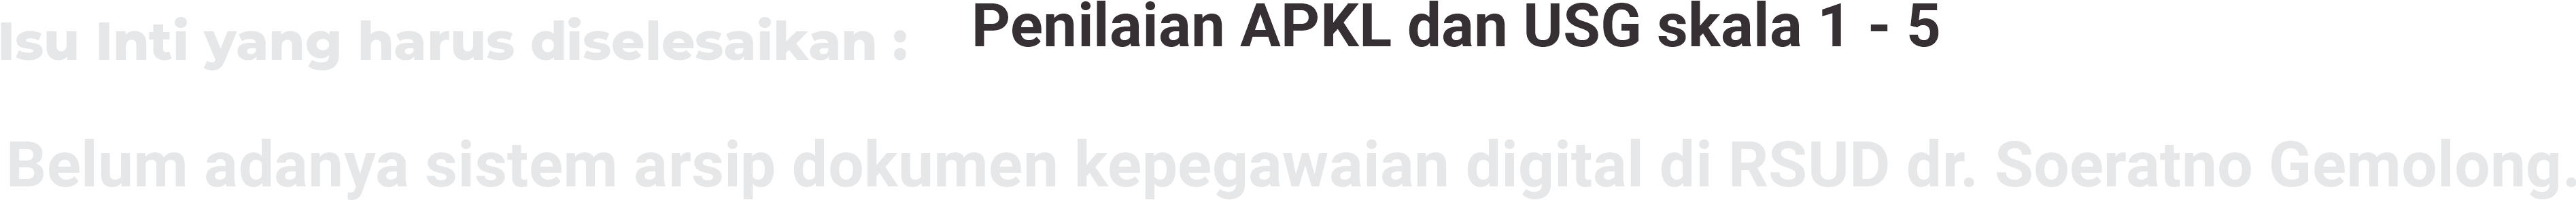 Isu Inti yang harus diselesaikan :
Penilaian APKL dan USG skala 1 - 5
Belum adanya sistem arsip dokumen kepegawaian digital di RSUD dr. Soeratno Gemolong.